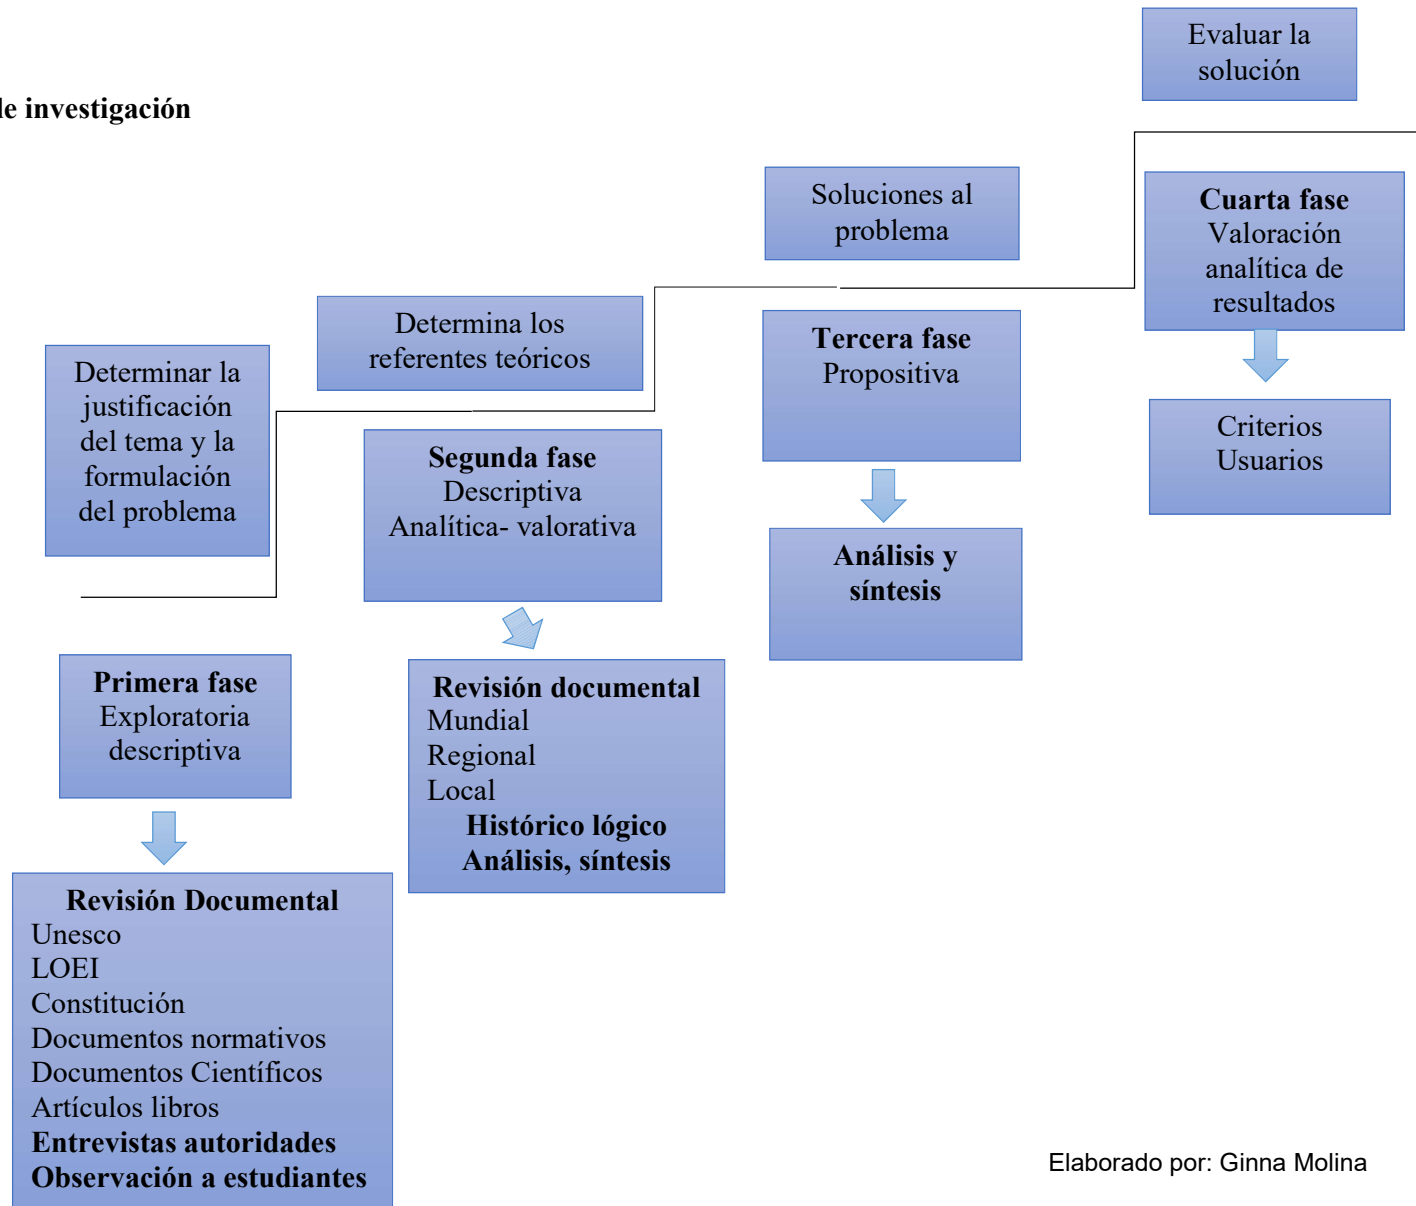 de investigación
Determinar la
justificación
del tema y la
formulación
del problema
Primera fase
Exploratoria
descriptiva
Revisión Documental
Unesco
LOEI
Constitución
Documentos normativos
Documentos Científicos
Artículos libros
Entrevistas autoridades
Observación a estudiantes
Determina los
referentes teóricos
Segunda fase
Descriptiva
Analítica- valorativa
Revisión documental
Mundial
Regional
Local
Histórico lógico
Análisis, síntesis
Soluciones al
problema
Tercera fase
Propositiva
Análisis y
síntesis
Evaluar la
solución
Cuarta fase
Valoración
analítica de
resultados
Criterios
Usuarios
Elaborado por: Ginna Molina